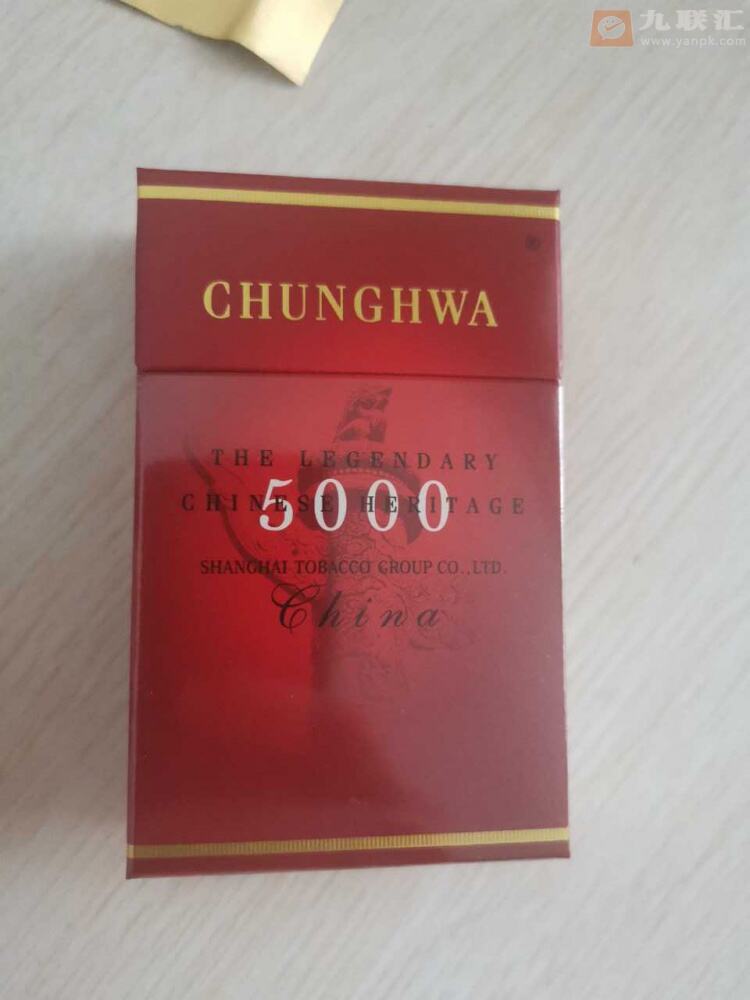 九联汇
www.yanpk.com
®
CHUNGHWA
THE LEGENDARY
CHINESE HERITAGE
5000
SHANGHAI TOBACCO GROUP CO.,LTD.
China